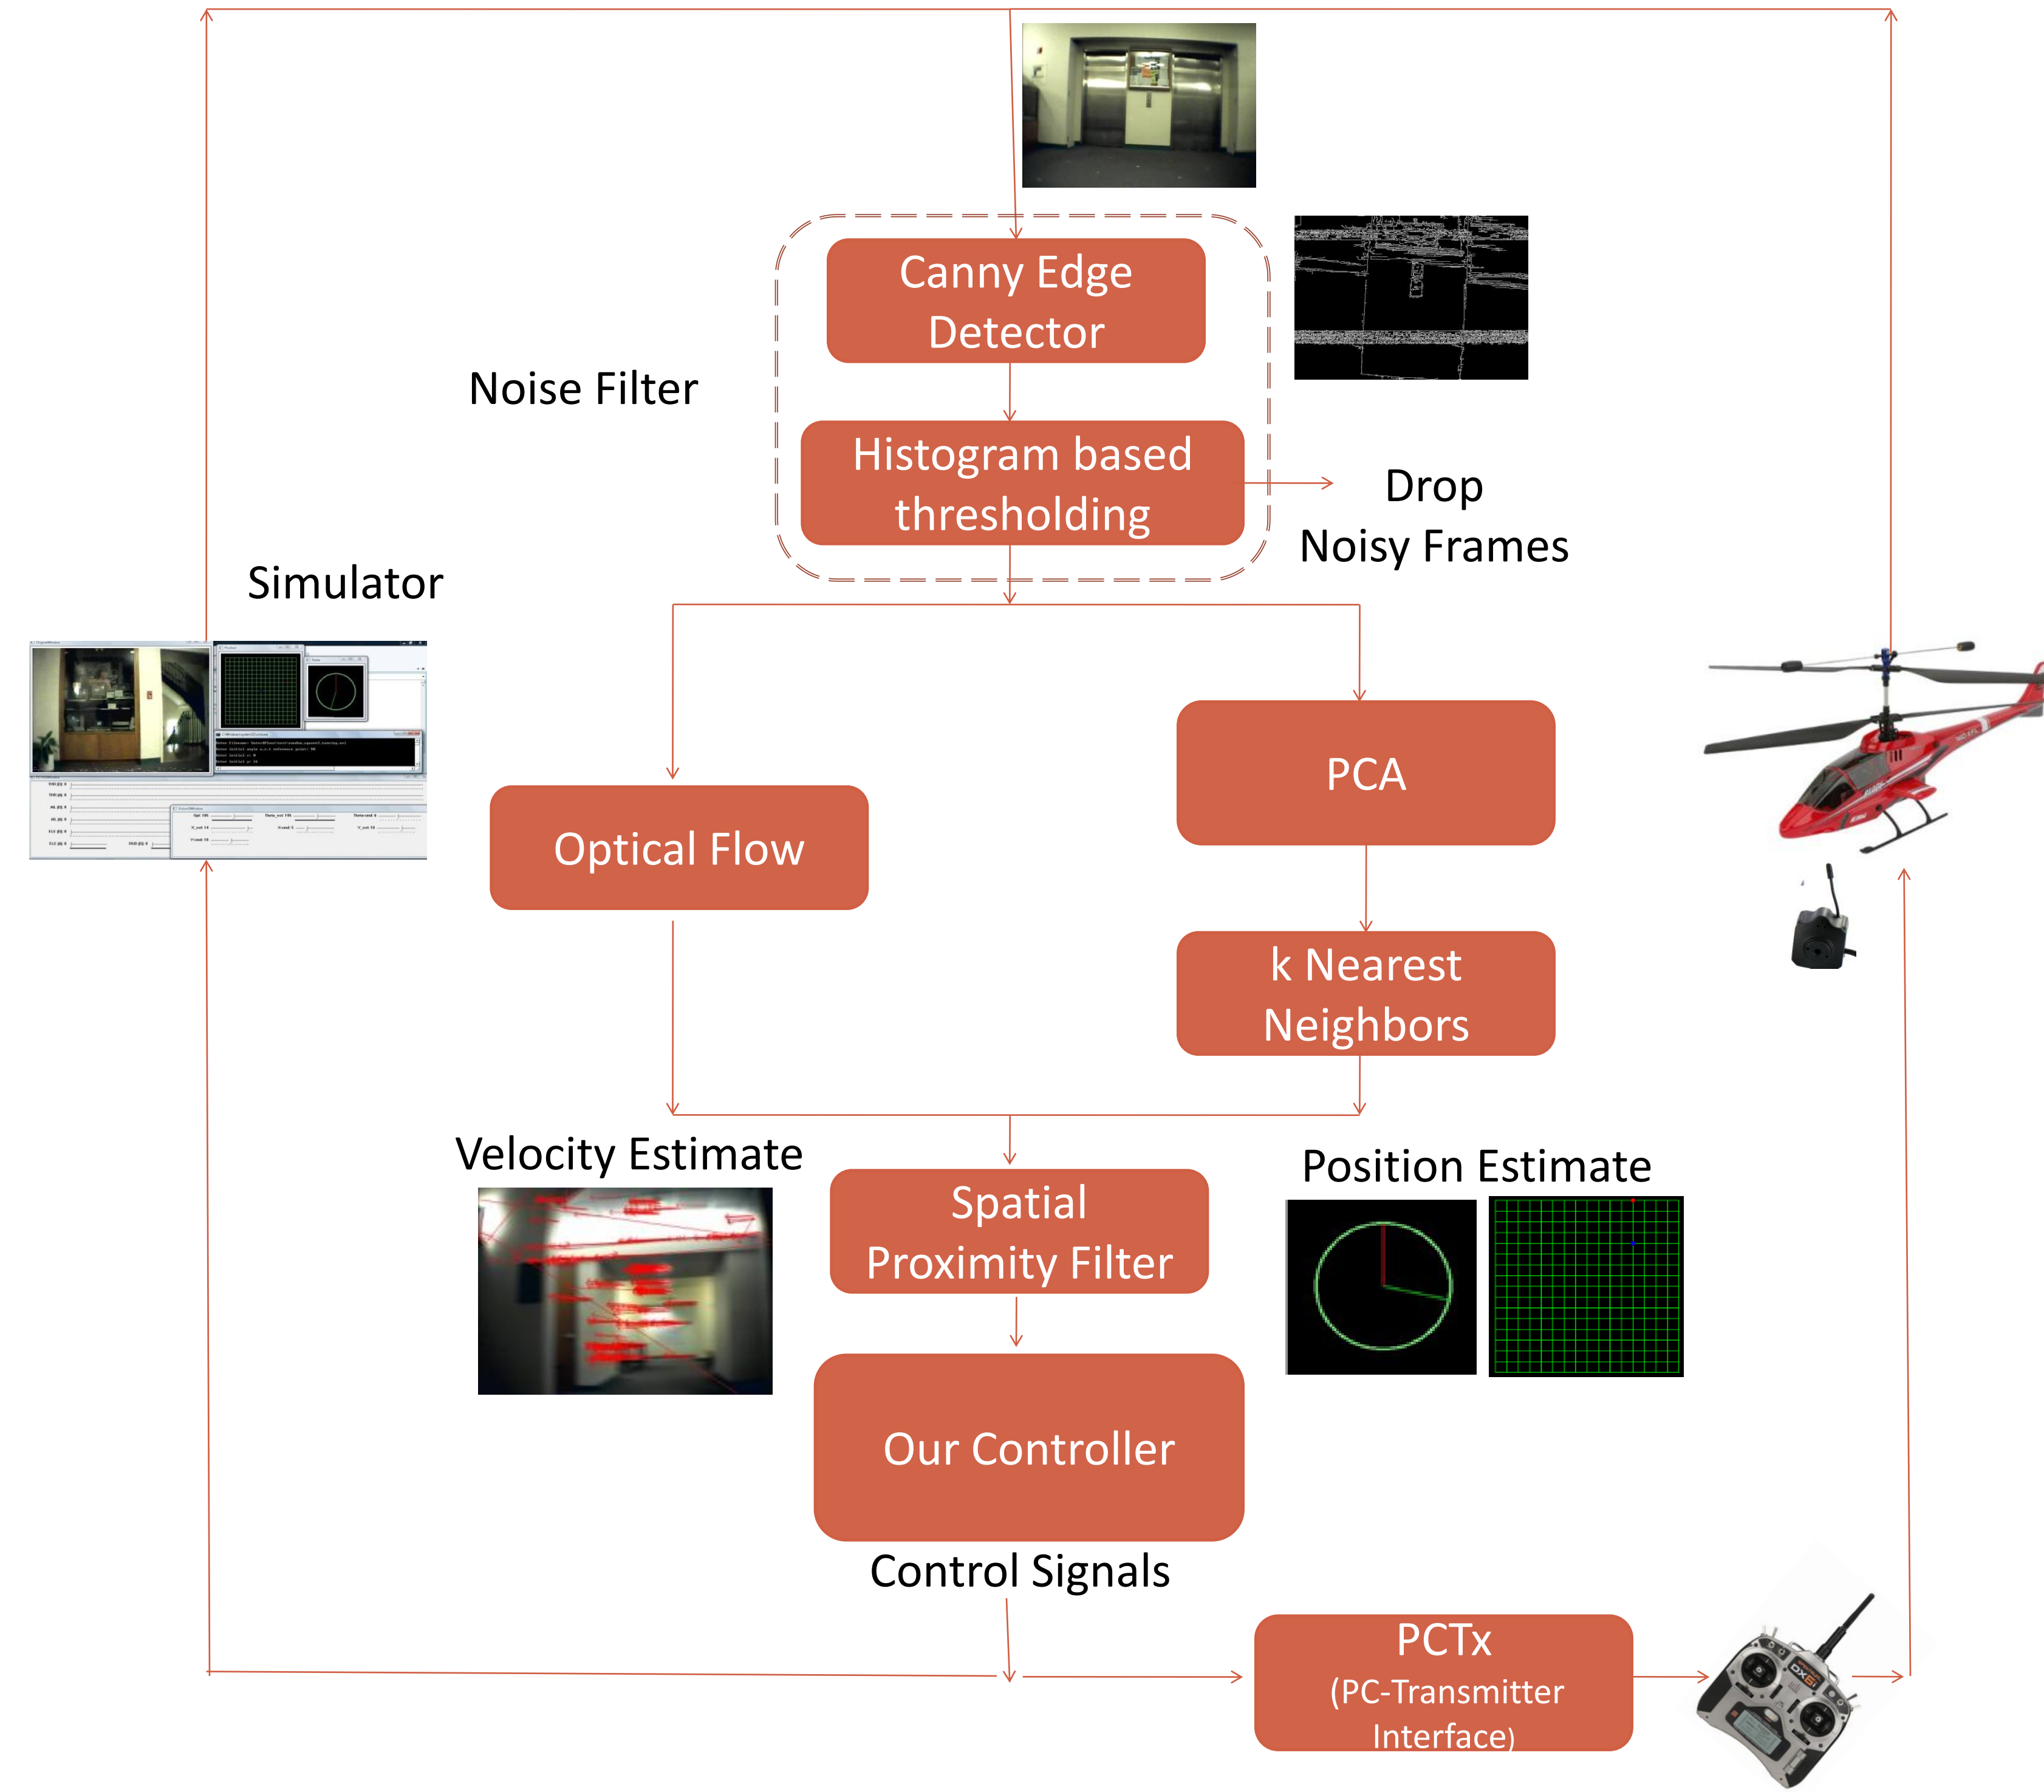 Canny Edge
Detector
Noise Filter
Histogram based
thresholding
Drop
Noisy Frames
Simulator
PCA
Optical Flow
k Nearest
Neighbors
Velocity Estimate
Position Estimate
Spatial
Proximity Filter
Our Controller
Control Signals
PCTx
(PC-Transmitter
Interface)
DX6i